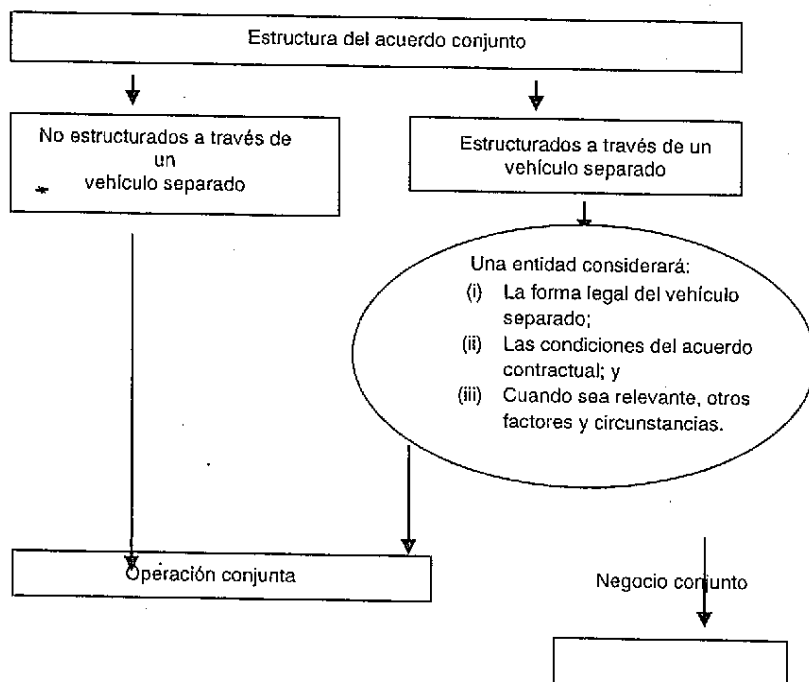 Estructura del acuerdo conjunto
No estructurados a través de
un
vehículo separado
Estructurados a través de un
vehículo separado
Una entidad considerará:
(i) La forma legal del vehículo
separado;
(ii) Las condiciones del acuerdo
contractual; y
(iii) Cuando sea relevante, otros
factores y circunstancias.
Operación conjunta
Negocio conjunto